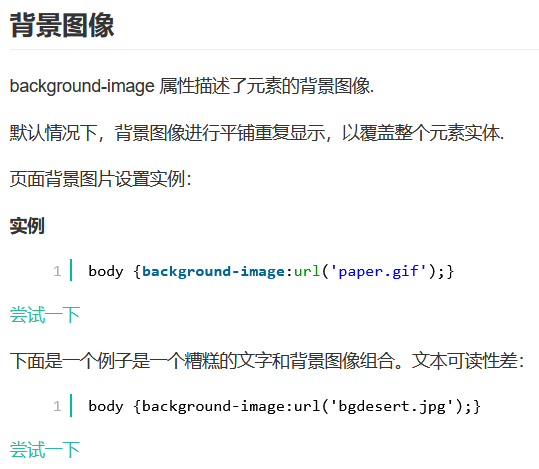 背景图像
background-image 属性描述了元素的背景图像.
默认情况下，背景图像进行平铺重复显示，以覆盖整个元素实体.
页面背景图片设置实例：
实例
1 body {background-image:url('paper.gif');}
尝试一下
下面是一个例子是一个糟糕的文字和背景图像组合。文本可读性差：
1 body {background-image:url('bgdesert.jpg');}
尝试一下